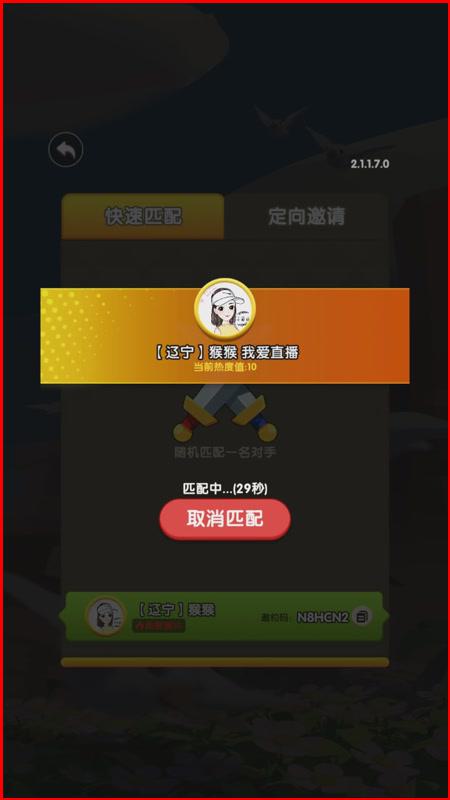 2.1.1.7.0
快速匹配
定向邀请
【辽宁】猴猴 我爱直播
当前热度值:10
随机匹配一名对手
匹配中...(29秒)
取消匹配
【辽宁】猴猴
邀约码: N8HCN2